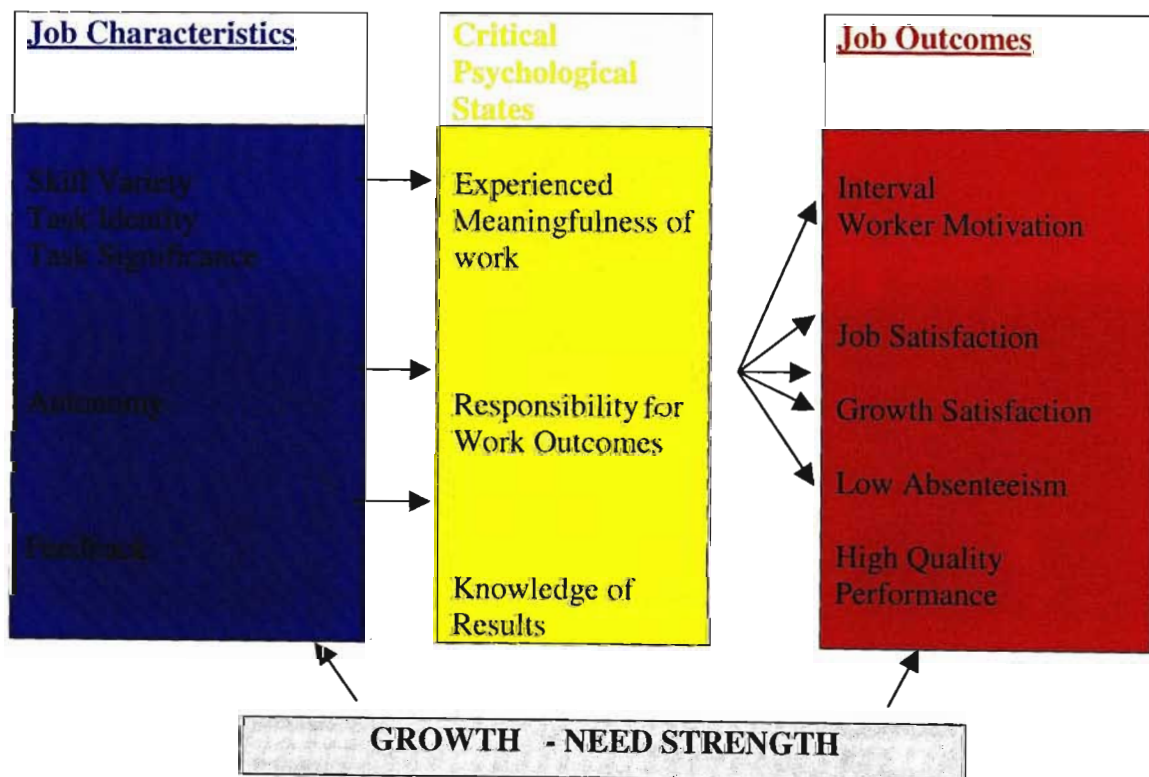 Job Characteristics
Skill Variety
Task Identity
Task Significance
Autonomy
Feedback
Critical
Psychological
States
Experienced
Meaningfulness of
work
Responsibility for
Work Outcomes
Knowledge of
Results
Job Outcomes
Interval
Worker Motivation
Job Satisfaction
Growth Satisfaction
Low Absenteeism
High Quality
Performance
GROWTH - NEED STRENGTH